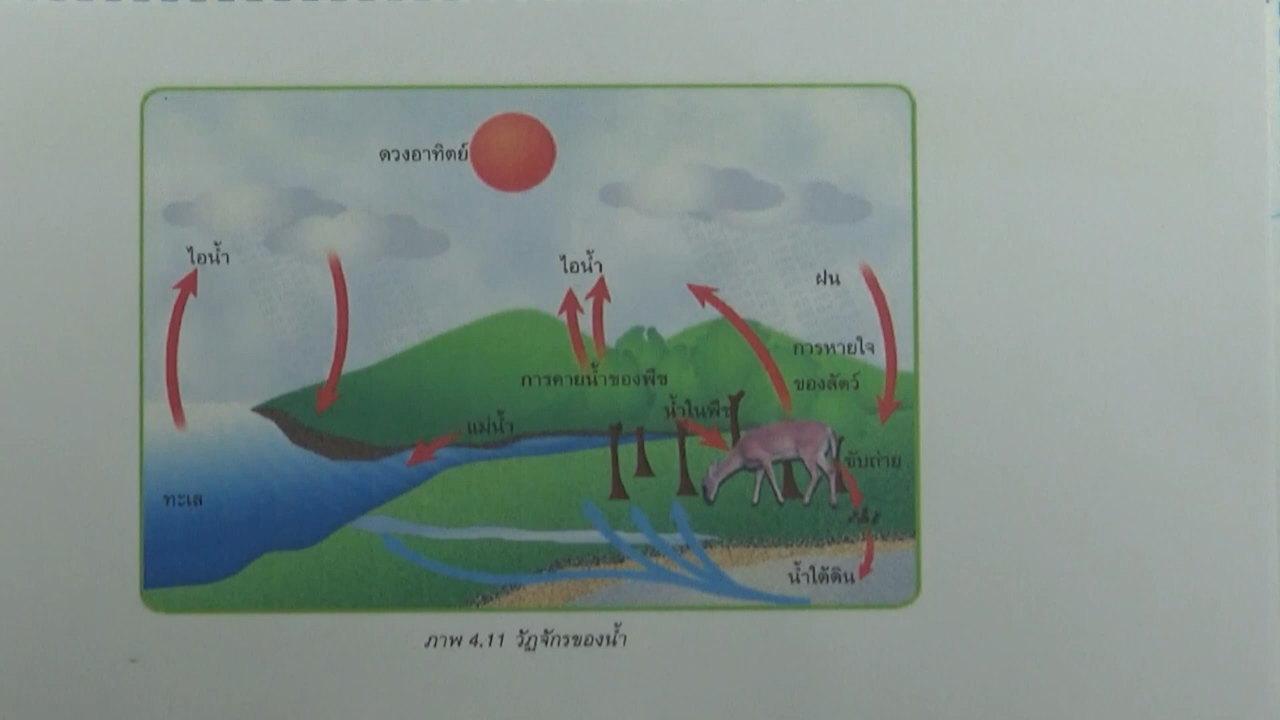 ดวงอาทิตย์
ไอน้ำ
ไอน้ำ
ฝน
การหายใจ
ของสัตว์
การคายน้ำของพืช
น้ำในพืช
แม่น้ำ
ขับถ่าย
ทะเล
น้ำใต้ดิน
ภาพ 4.11 วัฏจักรของน้ำ